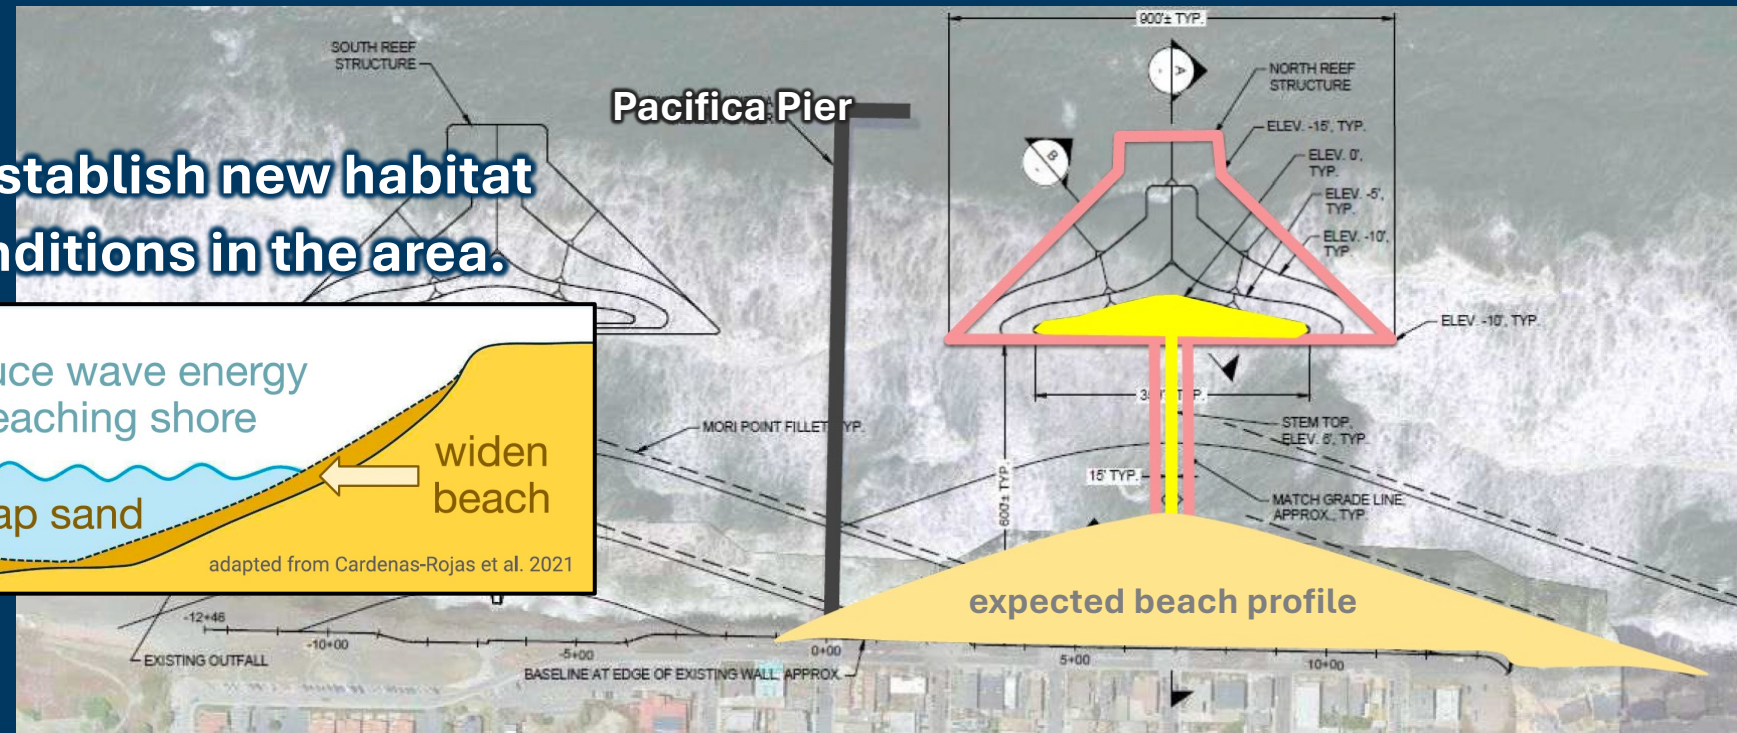 900'± TYP.
SOUTH REEF
STRUCTURE
A
-
NORTH REEF
STRUCTURE
Pacifica Pier
ELEV. -15', TYP.
B
-
ELEV. 0',
TYP.
stablish new habitat
ELEV. -5',
TYP.
nditions in the area.
ELEV. -10',
TYP.
ELEV. -10', TYP.
uce wave energy
eaching shore
widen
beach
ap sand
adapted from Cardenas-Rojas et al. 2021
MORI POINT FILLET
YP.
STEM TOP,
ELEV. 6', TYP.
15' TYP.
600'± TYP.
MATCH GRADE LINE,
APPROX., TYP.
expected beach profile
-12+46
-10+00
-5+00
0+00
5+00
10+00
EXISTING OUTFALL
BASELINE AT EDGE OF EXISTING WALL, APPROX.